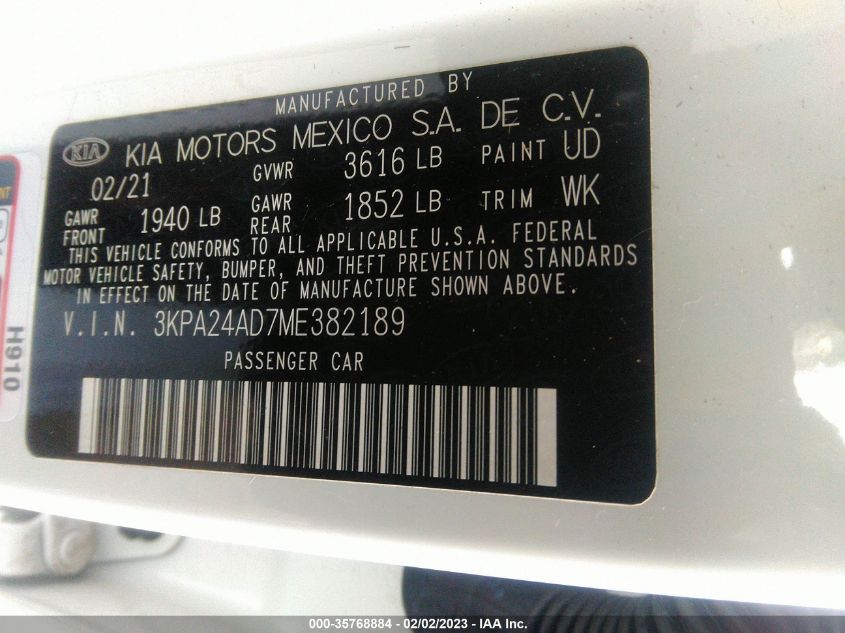 MANUFACTURED BY
KIA KIA MOTORS MEXICO S.A. DE C.V.
02/21 GVWR 3616 LB PAINT UD
GAWR FRONT 1940 LB GAWR REAR 1852 LB TRIM WK
THIS VEHICLE CONFORMS TO ALL APPLICABLE U.S.A. FEDERAL
MOTOR VEHICLE SAFETY, BUMPER, AND THEFT PREVENTION STANDARDS
IN EFFECT ON THE DATE OF MANUFACTURE SHOWN ABOVE.
V.I.N. 3KPA24AD7ME382189
PASSENGER CAR
H910
000-35768884 - 02/02/2023 - IAA Inc.